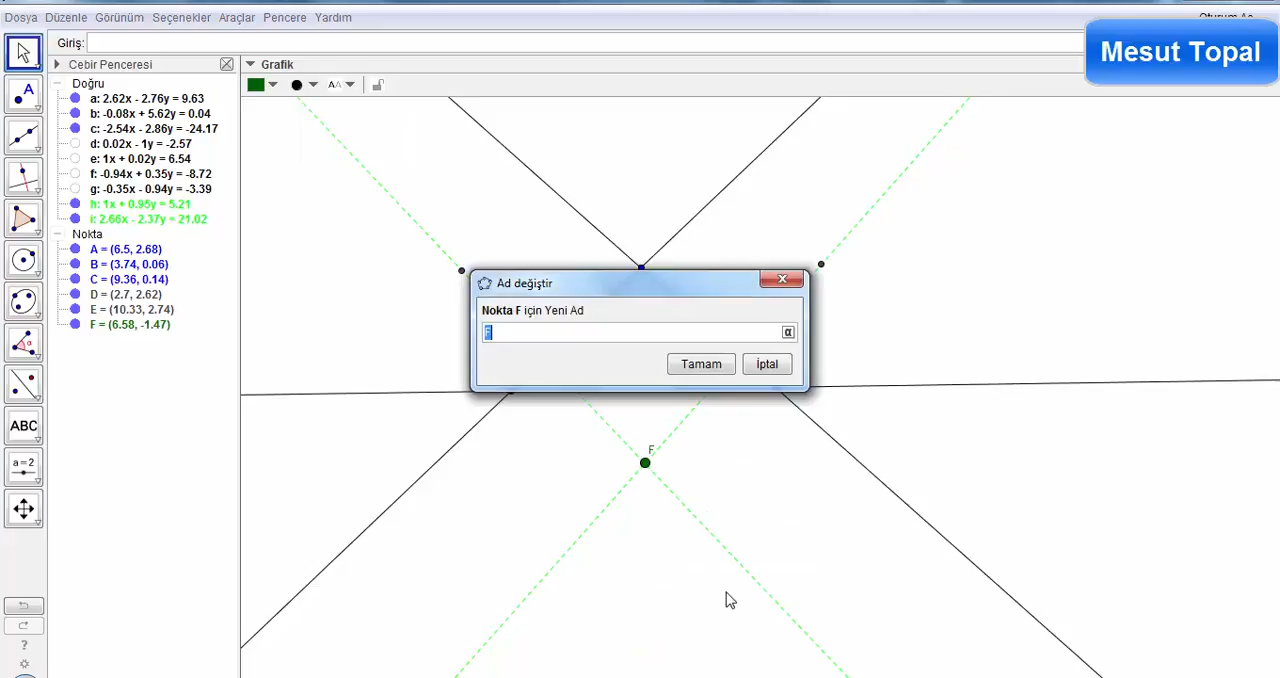 Dosya Düzenle Görünüm Seçenekler Araçlar Pencere Yardım
Mesut Topal
Giriş:
Cebir Penceresi
Grafik
Doğru
a: 2.62x - 2.76y = 9.63
b: -0.08x + 5.62y = 0.04
c: -2.54x - 2.86y = -24.17
d: 0.02x - 1y = -2.57
e: 1x + 0.02y = 6.54
f: -0.94x + 0.35y = -8.72
g: -0.35x - 0.94y = -3.39
h: 1x + 0.95y = 5.21
i: 2.66x - 2.37y = 21.02
Nokta
A = (6.5, 2.68)
B = (3.74, 0.06)
C = (9.36, 0.14)
D = (2.7, 2.62)
E = (10.33, 2.74)
F = (6.58, -1.47)
A
α
ABC
a=2
?
AA
Ad değiştir
Nokta F için Yeni Ad
F
α
Tamam İptal
F